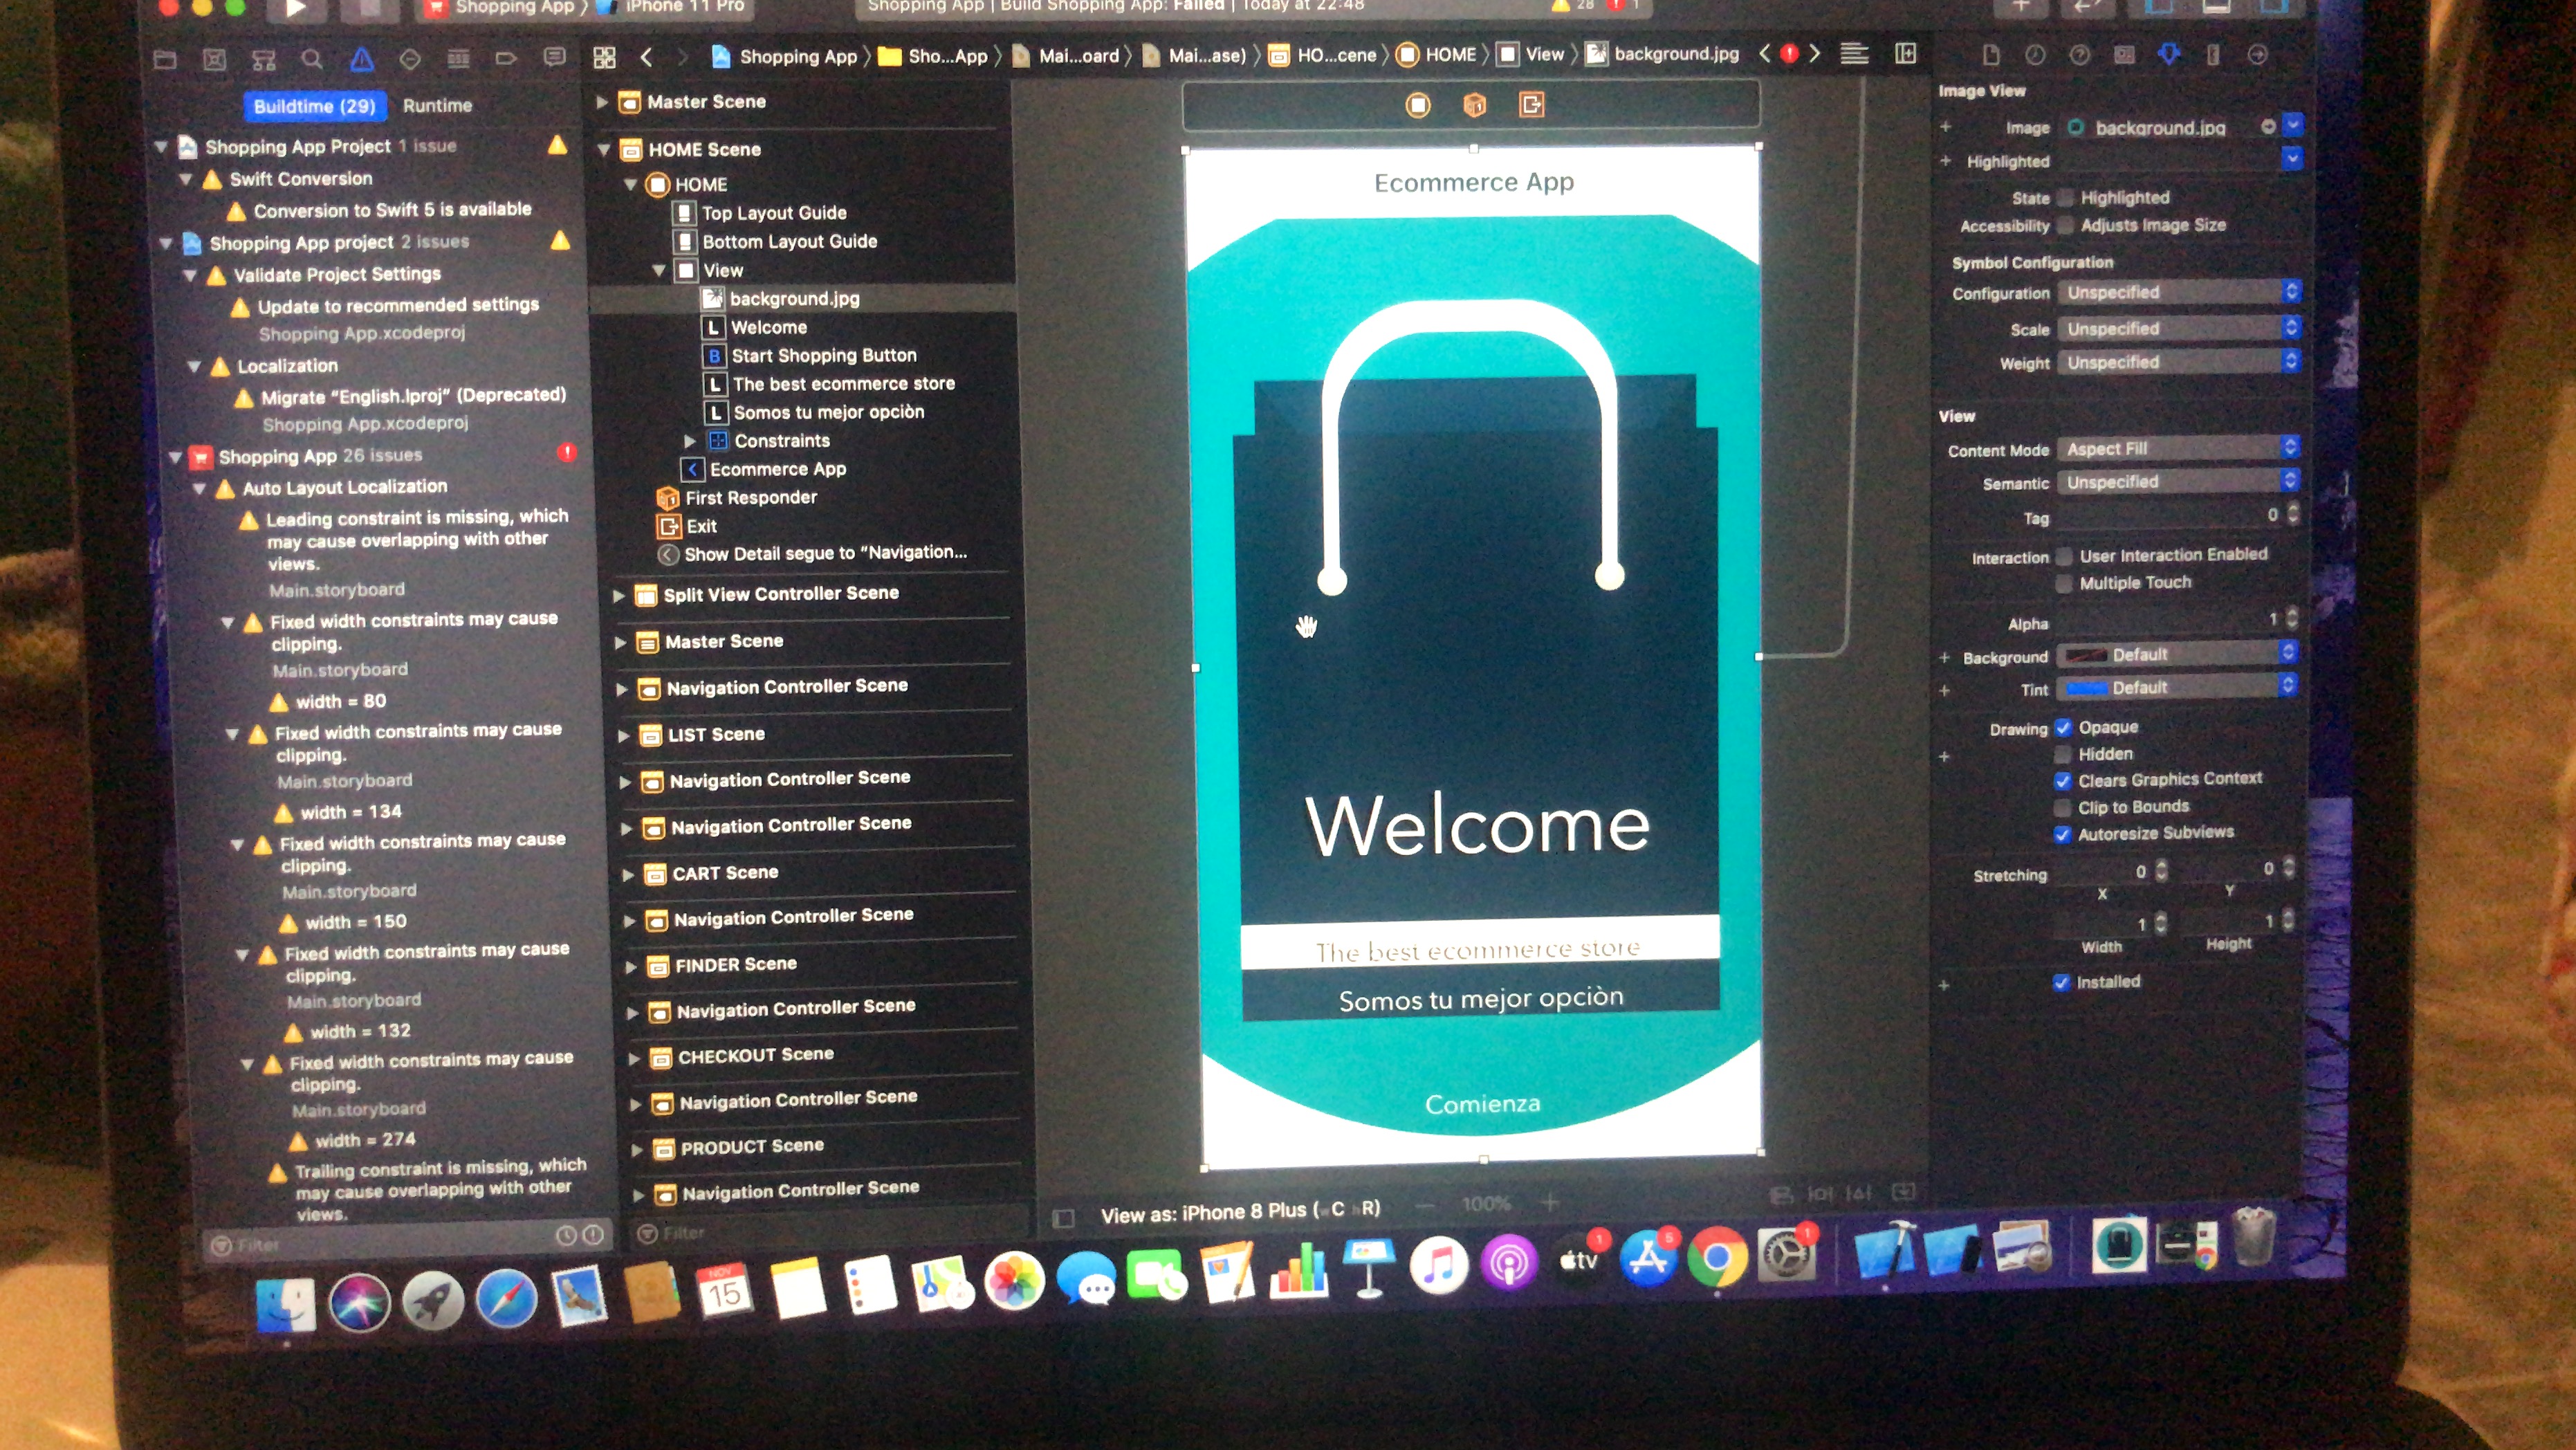 Shopping App
iPhone 11 Pro
Shopping App | Build Shopping App: Failed | Today at 22:48
28
1
Shopping App
Sho...App
Mai...oard
Mai...ase)
HO...cene
HOME
View
background.jpg
Buildtime (29)
Runtime
Shopping App Project 1 issue
Swift Conversion
Conversion to Swift 5 is available
Shopping App project 2 issues
Validate Project Settings
Update to recommended settings
Shopping App.xcodeproj
Localization
Migrate “English.lproj” (Deprecated)
Shopping App.xcodeproj
Shopping App 26 issues
Auto Layout Localization
Leading constraint is missing, which
may cause overlapping with other
views.
Main.storyboard
Fixed width constraints may cause
clipping.
Main.storyboard
width = 80
Fixed width constraints may cause
clipping.
Main.storyboard
width = 134
Fixed width constraints may cause
clipping.
Main.storyboard
width = 150
Fixed width constraints may cause
clipping.
Main.storyboard
width = 132
Fixed width constraints may cause
clipping.
Main.storyboard
width = 274
Trailing constraint is missing, which
may cause overlapping with other
views.
Filter
Master Scene
HOME Scene
HOME
Top Layout Guide
Bottom Layout Guide
View
background.jpg
L Welcome
B Start Shopping Button
L The best ecommerce store
L Somos tu mejor opciòn
Constraints
Ecommerce App
First Responder
Exit
Show Detail segue to “Navigation...
Split View Controller Scene
Master Scene
Navigation Controller Scene
LIST Scene
Navigation Controller Scene
Navigation Controller Scene
CART Scene
Navigation Controller Scene
FINDER Scene
Navigation Controller Scene
CHECKOUT Scene
Navigation Controller Scene
PRODUCT Scene
Navigation Controller Scene
Filter
Ecommerce App
Welcome
The best ecommerce store
Somos tu mejor opciòn
Comienza
View as: iPhone 8 Plus (wC hR)
100%
Image View
Image background.jpg
Highlighted
State Highlighted
Accessibility Adjusts Image Size
Symbol Configuration
Configuration Unspecified
Scale Unspecified
Weight Unspecified
View
Content Mode Aspect Fill
Semantic Unspecified
Tag 0
Interaction User Interaction Enabled
Multiple Touch
Alpha 1
Background Default
Tint Default
Drawing Opaque
Hidden
Clears Graphics Context
Clip to Bounds
Autoresize Subviews
Stretching 0 0
X Y
1 1
Width Height
Installed
NOV
15
tv
1
5
1